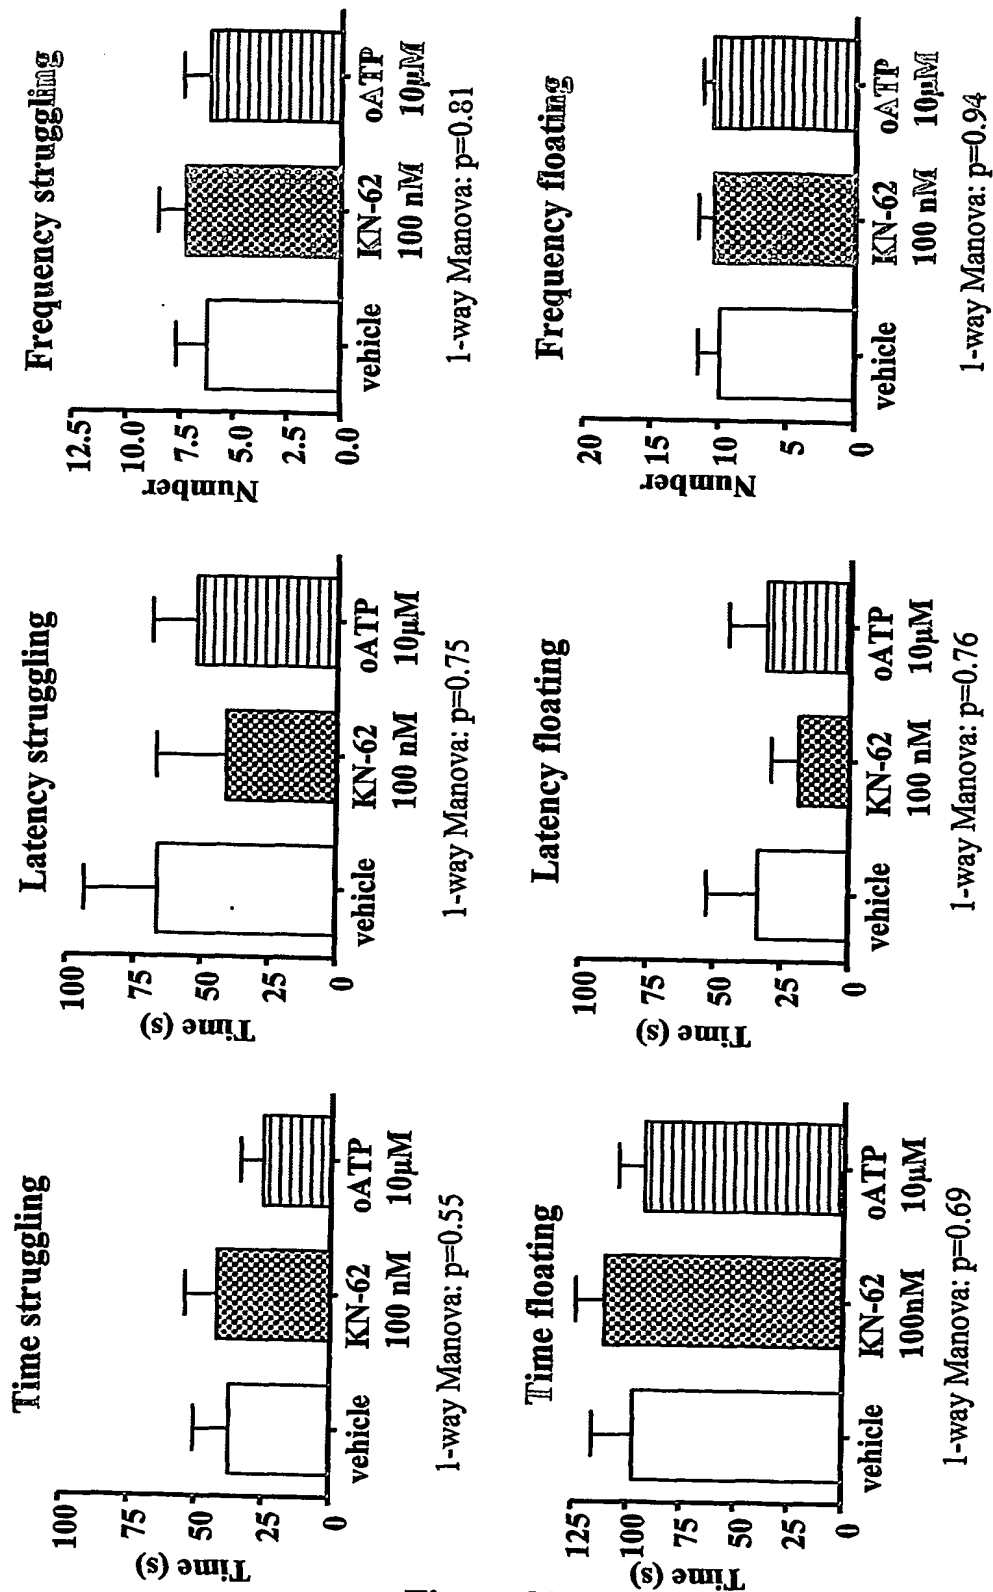 Time struggling
100
75
50
25
0
Time (s)
vehicle KN-62 oATP
100 nM 10μM
1-way Manova: p=0.55
Latency struggling
100
75
50
25
0
Time (s)
vehicle KN-62 oATP
100 nM 10μM
1-way Manova: p=0.75
Frequency struggling
12.5
10.0
7.5
5.0
2.5
0.0
Number
vehicle KN-62 oATP
100 nM 10μM
1-way Manova: p=0.81
Time floating
125
100
75
50
25
0
Time (s)
vehicle KN-62 oATP
100nM 10μM
1-way Manova: p=0.69
Latency floating
100
75
50
25
0
Time (s)
vehicle KN-62 oATP
100 nM 10μM
1-way Manova: p=0.76
Frequency floating
20
15
10
5
0
Number
vehicle KN-62 oATP
100 nM 10μM
1-way Manova: p=0.94